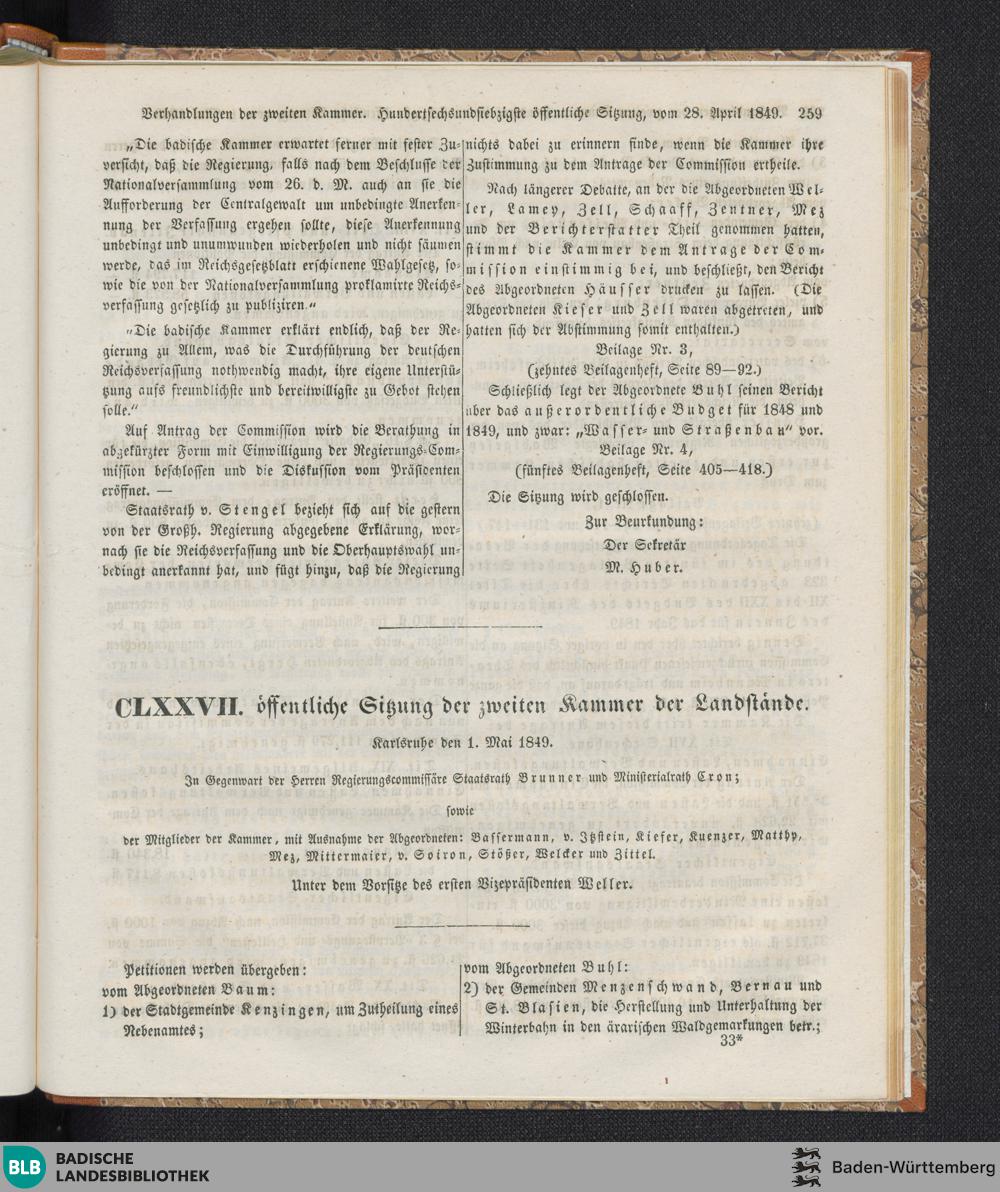 Verhandlungen der zweiten Kammer. Hundertsechsundsiebzigste öffentliche Sitzung, vom 28. April 1849. 259
„Die badische Kammer erwartet ferner mit fester Zu-
versicht, daß die Regierung, falls nach dem Beschlusse der
Nationalversammlung vom 26. d. M. auch an sie die
Aufforderung der Centralgewalt um unbedingte Anerken-
nung der Verfassung ergehen sollte, diese Anerkennung
unbedingt und unumwunden wiederholen und nicht säumen
werde, das im Reichsgesetzblatt erschienene Wahlgesetz, so-
wie die von der Nationalversammlung proklamirte Reichs-
verfassung gesetzlich zu publiziren.“
„Die badische Kammer erklärt endlich, daß der Re-
gierung zu Allem, was die Durchführung der deutschen
Reichsverfassung nothwendig macht, ihre eigene Unterstü-
tzung aufs freundlichste und bereitwilligste zu Gebot stehen
solle.“
Auf Antrag der Commission wird die Berathung in
abgekürzter Form mit Einwilligung der Regierungs-Com-
mission beschlossen und die Diskussion vom Präsidenten
eröffnet. —
Staatsrath v. Stengel bezieht sich auf die gestern
von der Großh. Regierung abgegebene Erklärung, wor-
nach sie die Reichsverfassung und die Oberhauptswahl un-
bedingt anerkannt hat, und fügt hinzu, daß die Regierung
nichts dabei zu erinnern finde, wenn die Kammer ihre
Zustimmung zu dem Antrage der Commission ertheile.
Nach längerer Debatte, an der die Abgeordneten Wel-
ler, Lamey, Zell, Schaaff, Zentner, Mez
und der Berichterstatter Theil genommen hatten,
stimmt die Kammer dem Antrage der Com-
mission einstimmig bei, und beschließt, den Bericht
des Abgeordneten Häusser drucken zu lassen. (Die
Abgeordneten Kieser und Zell waren abgetreten, und
hatten sich der Abstimmung somit enthalten.)
Beilage Nr. 3,
(zehntes Beilagenheft, Seite 89—92.)
Schließlich legt der Abgeordnete Buhl seinen Bericht
über das außerordentliche Budget für 1848 und
1849, und zwar: „Wasser- und Straßenbau“ vor.
Beilage Nr. 4,
(fünftes Beilagenheft, Seite 405—418.)
Die Sitzung wird geschlossen.
Zur Beurkundung:
Der Sekretär
M. Huber.
CLXXVII. öffentliche Sitzung der zweiten Kammer der Landstände.
Karlsruhe den 1. Mai 1849.
In Gegenwart der Herren Regierungscommissäre Staatsrath Brunner und Ministerialrath Cron;
sowie
der Mitglieder der Kammer, mit Ausnahme der Abgeordneten: Bassermann, v. Itzstein, Kiefer, Kuenzer, Matthy,
Mez, Mittermaier, v. Soiron, Stößer, Welcker und Zittel.
Unter dem Vorsitze des ersten Vizepräsidenten Weller.
Petitionen werden übergeben:
vom Abgeordneten Baum:
1) der Stadtgemeinde Kenzingen, um Zutheilung eines
Nebenamtes;
vom Abgeordneten Buhl:
2) der Gemeinden Menzenschwand, Bernau und
St. Blasien, die Herstellung und Unterhaltung der
Winterbahn in den ärarischen Waldgemarkungen betr.;
33*
BLB
BADISCHE
LANDESBIBLIOTHEK
Baden-Württemberg